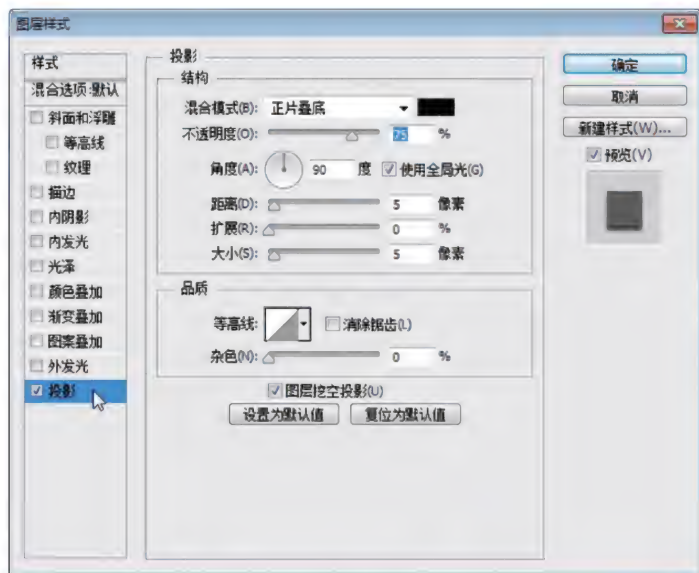 图层样式
样式
混合选项:默认
斜面和浮雕
等高线
纹理
描边
内阴影
内发光
光泽
颜色叠加
渐变叠加
图案叠加
外发光
投影
投影
结构
混合模式(B): 正片叠底
不透明度(O): 75 %
角度(A): 90 度 使用全局光(G)
距离(D): 5 像素
扩展(R): 0 %
大小(S): 5 像素
品质
等高线: 消除锯齿(L)
杂色(N): 0 %
图层挖空投影(U)
设置为默认值 复位为默认值
确定
取消
新建样式(W)...
预览(V)